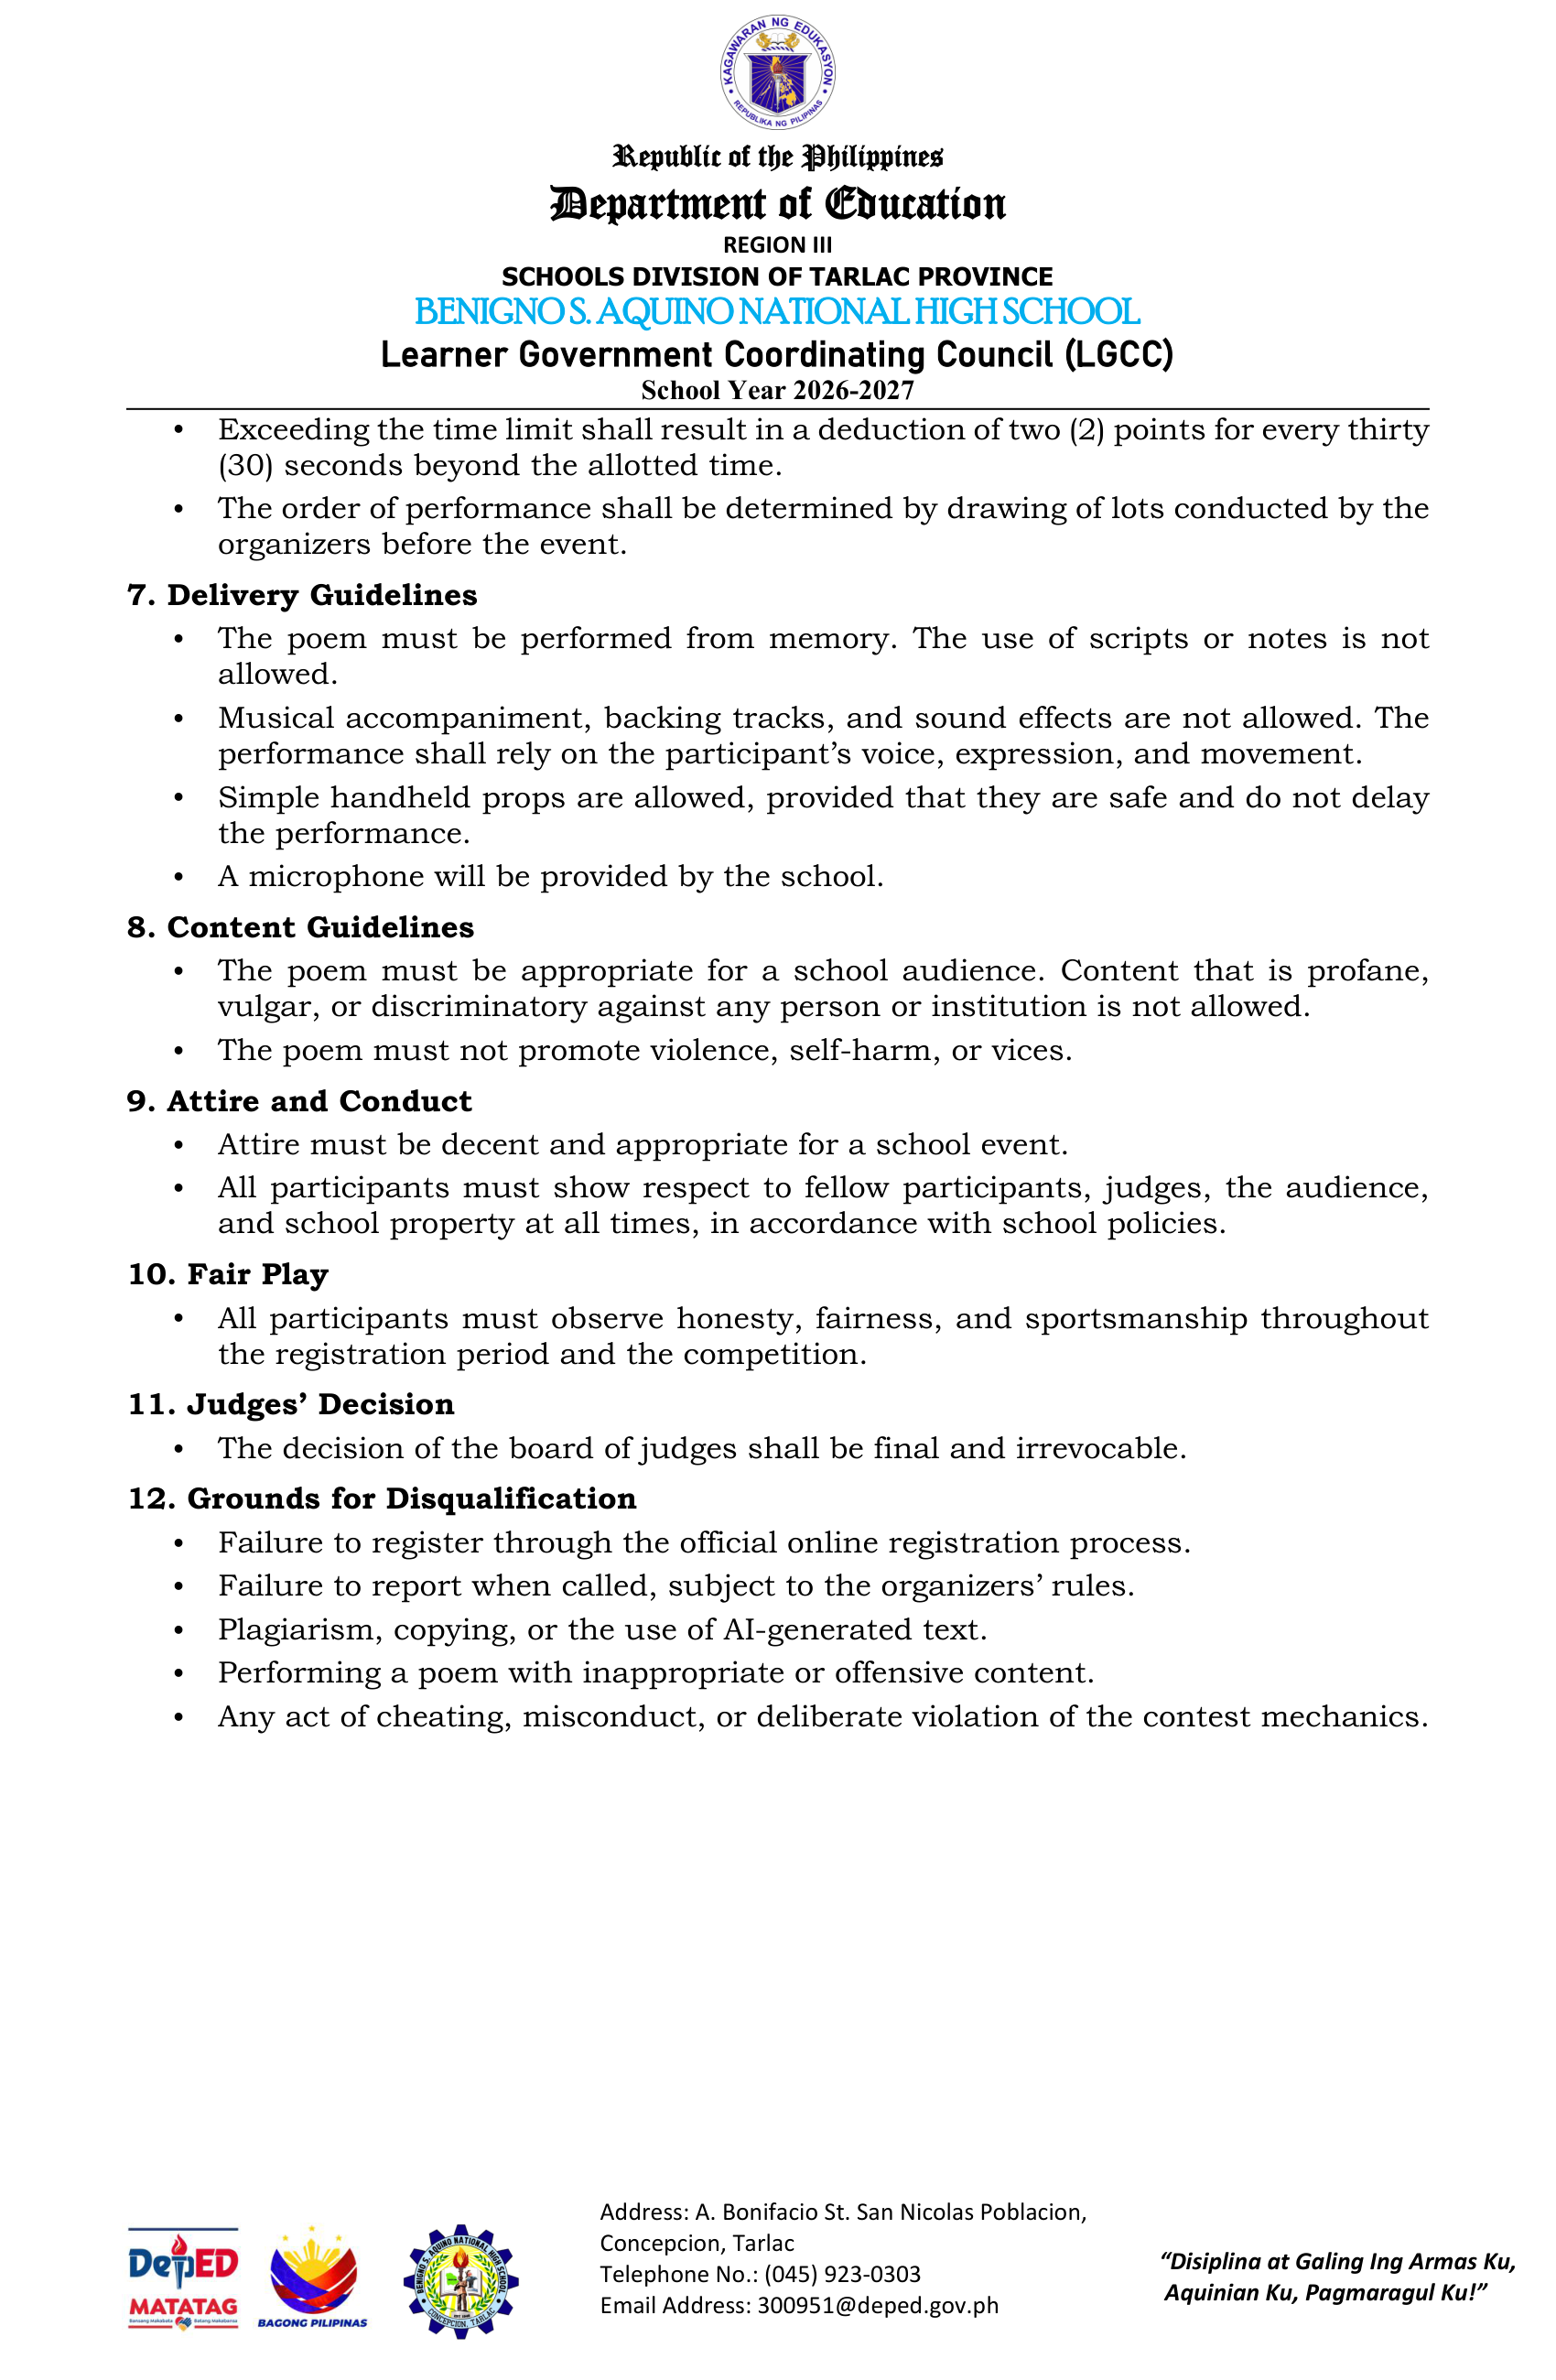 KAGAWARAN NG EDUKASYON
REPUBLIKA NG PILIPINAS
Republic of the Philippines
Department of Education
REGION III
SCHOOLS DIVISION OF TARLAC PROVINCE
BENIGNO S. AQUINO NATIONAL HIGH SCHOOL
Learner Government Coordinating Council (LGCC)
School Year 2026-2027
• Exceeding the time limit shall result in a deduction of two (2) points for every thirty
(30) seconds beyond the allotted time.
• The order of performance shall be determined by drawing of lots conducted by the
organizers before the event.
7. Delivery Guidelines
• The poem must be performed from memory. The use of scripts or notes is not
allowed.
• Musical accompaniment, backing tracks, and sound effects are not allowed. The
performance shall rely on the participant’s voice, expression, and movement.
• Simple handheld props are allowed, provided that they are safe and do not delay
the performance.
• A microphone will be provided by the school.
8. Content Guidelines
• The poem must be appropriate for a school audience. Content that is profane,
vulgar, or discriminatory against any person or institution is not allowed.
• The poem must not promote violence, self-harm, or vices.
9. Attire and Conduct
• Attire must be decent and appropriate for a school event.
• All participants must show respect to fellow participants, judges, the audience,
and school property at all times, in accordance with school policies.
10. Fair Play
• All participants must observe honesty, fairness, and sportsmanship throughout
the registration period and the competition.
11. Judges’ Decision
• The decision of the board of judges shall be final and irrevocable.
12. Grounds for Disqualification
• Failure to register through the official online registration process.
• Failure to report when called, subject to the organizers’ rules.
• Plagiarism, copying, or the use of AI-generated text.
• Performing a poem with inappropriate or offensive content.
• Any act of cheating, misconduct, or deliberate violation of the contest mechanics.
DepED
MATATAG
BAGONG PILIPINAS
BENIGNO S. AQUINO NATIONAL HIGH SCHOOL
CONCEPCION, TARLAC
Address: A. Bonifacio St. San Nicolas Poblacion,
Concepcion, Tarlac
Telephone No.: (045) 923-0303
Email Address: 300951@deped.gov.ph
“Disiplina at Galing Ing Armas Ku,
Aquinian Ku, Pagmaragul Ku!”